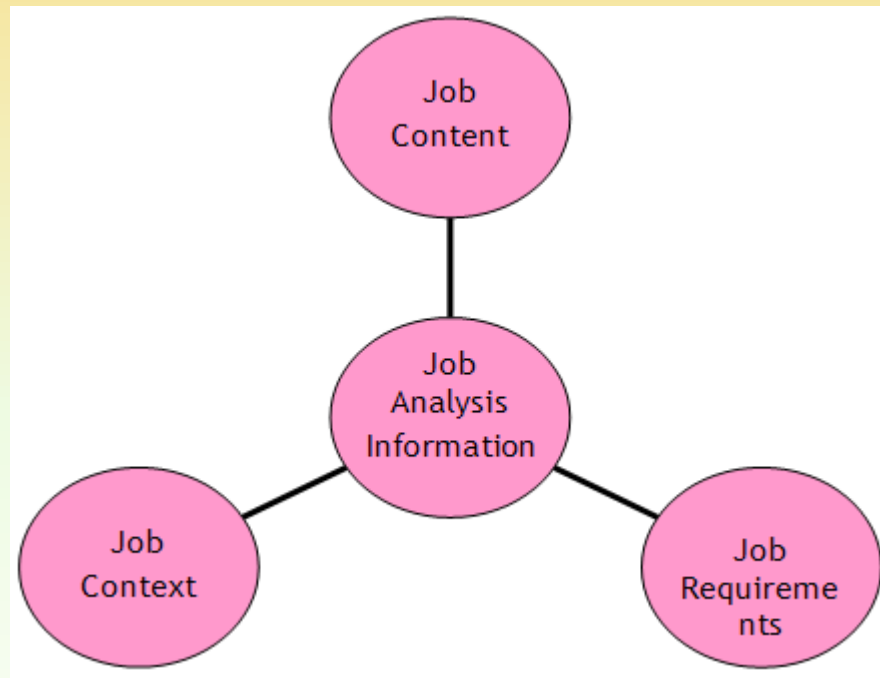 Job
Content
Job
Analysis
Information
Job
Context
Job
Requireme
nts